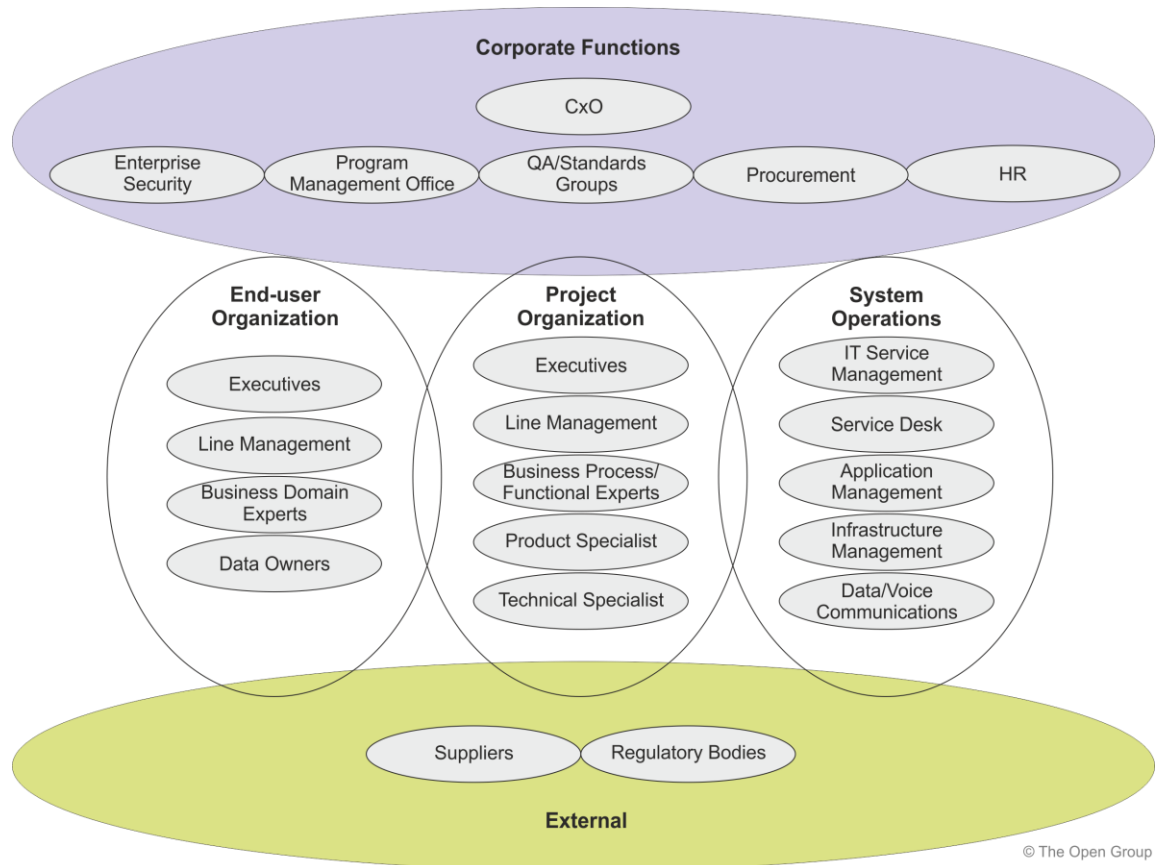 Corporate Functions
CxO
Enterprise
Security
Program
Management Office
QA/Standards
Groups
Procurement
HR
End-user
Organization
Executives
Line Management
Business Domain
Experts
Data Owners
Project
Organization
Executives
Line Management
Business Process/
Functional Experts
Product Specialist
Technical Specialist
System
Operations
IT Service
Management
Service Desk
Application
Management
Infrastructure
Management
Data/Voice
Communications
Suppliers
Regulatory Bodies
External
© The Open Group